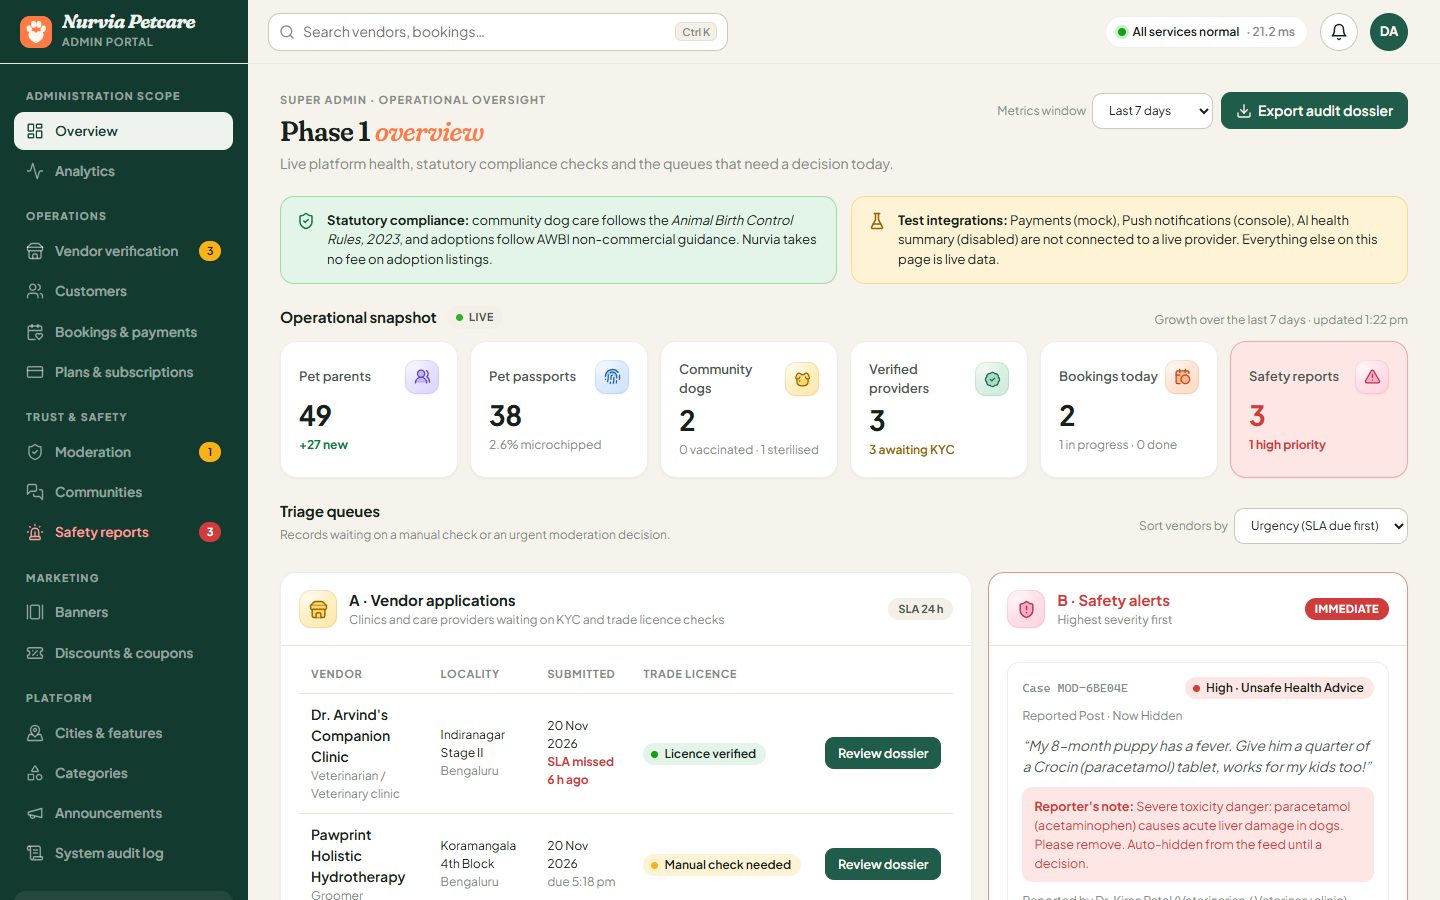 Nurvia Petcare
ADMIN PORTAL
Search vendors, bookings...
Ctrl K
All services normal · 21.2 ms
DA
ADMINISTRATION SCOPE
Overview
Analytics
OPERATIONS
Vendor verification 3
Customers
Bookings & payments
Plans & subscriptions
TRUST & SAFETY
Moderation 1
Communities
Safety reports 3
MARKETING
Banners
Discounts & coupons
PLATFORM
Cities & features
Categories
Announcements
System audit log
SUPER ADMIN · OPERATIONAL OVERSIGHT
Phase 1 overview
Live platform health, statutory compliance checks and the queues that need a decision today.
Metrics window
Last 7 days
Export audit dossier
Statutory compliance: community dog care follows the Animal Birth Control
Rules, 2023, and adoptions follow AWBI non-commercial guidance. Nurvia takes
no fee on adoption listings.
Test integrations: Payments (mock), Push notifications (console), AI health
summary (disabled) are not connected to a live provider. Everything else on this
page is live data.
Operational snapshot
LIVE
Growth over the last 7 days · updated 1:22 pm
Pet parents
49
+27 new
Pet passports
38
2.6% microchipped
Community
dogs
2
0 vaccinated · 1 sterilised
Verified
providers
3
3 awaiting KYC
Bookings today
2
1 in progress · 0 done
Safety reports
3
1 high priority
Triage queues
Records waiting on a manual check or an urgent moderation decision.
Sort vendors by
Urgency (SLA due first)
A · Vendor applications
Clinics and care providers waiting on KYC and trade licence checks
SLA 24 h
VENDOR LOCALITY SUBMITTED TRADE LICENCE
Dr. Arvind's
Companion
Clinic
Veterinarian /
Veterinary clinic
Indiranagar
Stage II
Bengaluru
20 Nov
2026
SLA missed
6 h ago
Licence verified
Review dossier
Pawprint
Holistic
Hydrotherapy
Groomer
Koramangala
4th Block
Bengaluru
20 Nov
2026
due 5:18 pm
Manual check needed
Review dossier
B · Safety alerts
Highest severity first
IMMEDIATE
Case MOD-6BE04E
High · Unsafe Health Advice
Reported Post · Now Hidden
“My 8-month puppy has a fever. Give him a quarter of
a Crocin (paracetamol) tablet, works for my kids too!”
Reporter's note: Severe toxicity danger: paracetamol
(acetaminophen) causes acute liver damage in dogs.
Please remove. Auto-hidden from the feed until a
decision.
Reported by Dr. Kiran Patel (Veterinarian / Veterinary clinic)